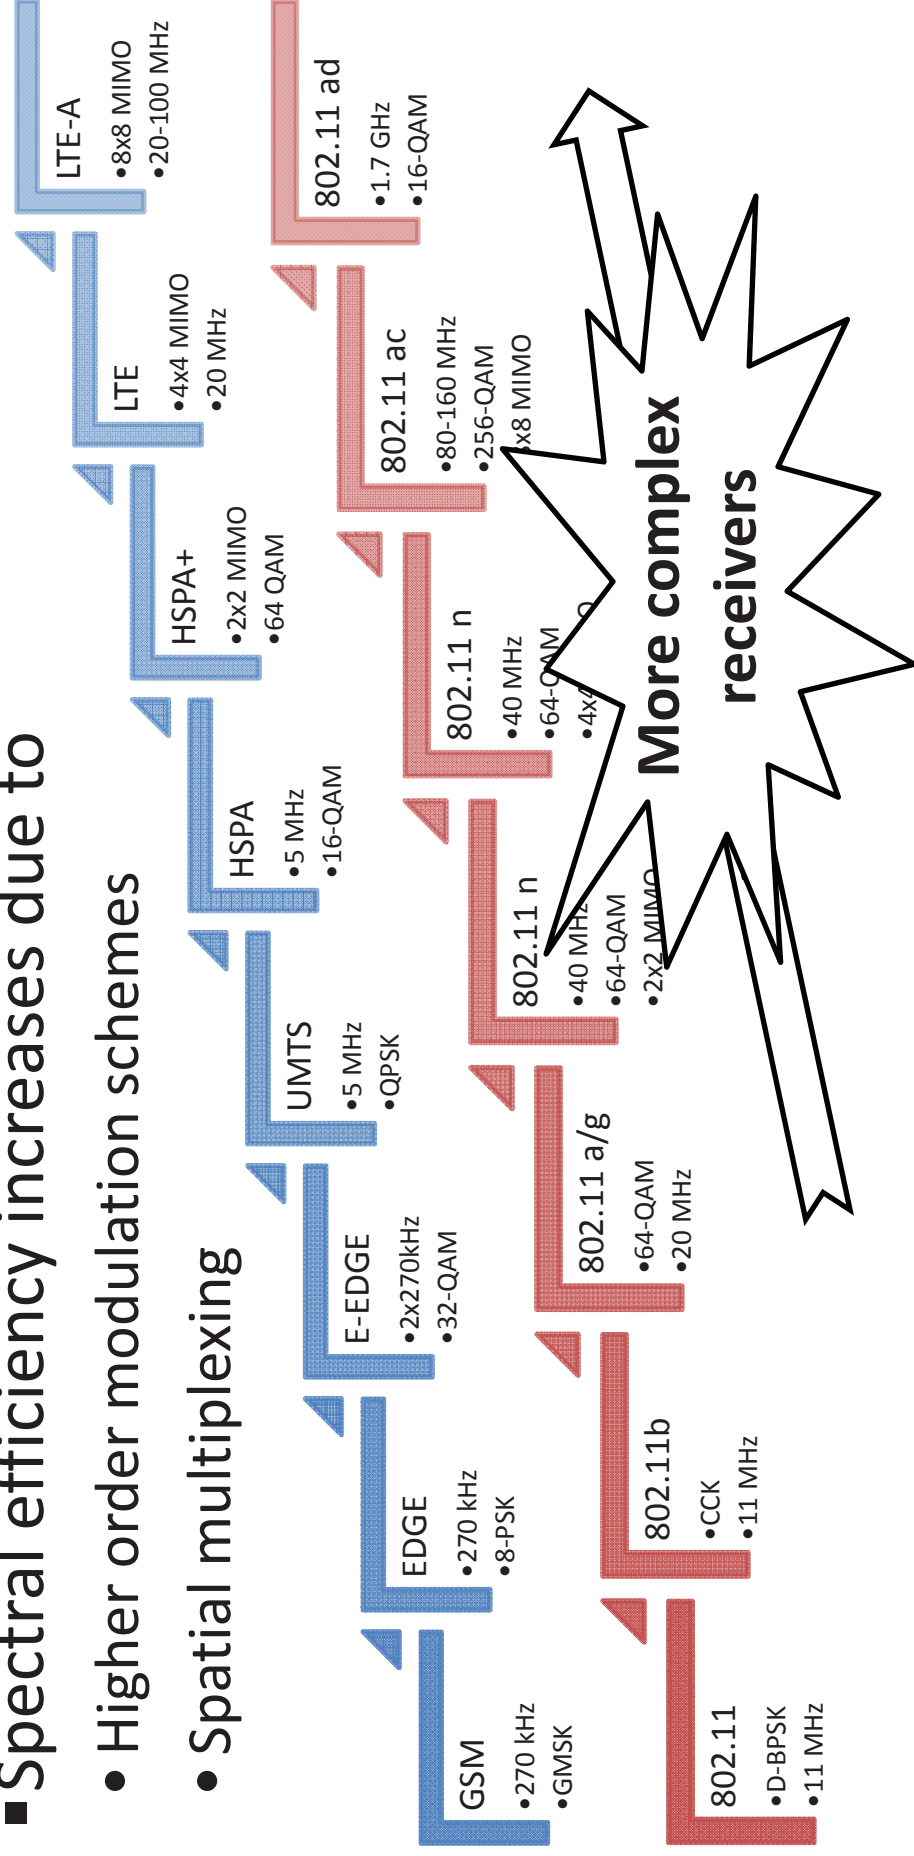 ▪Spectral efficiency increases due to
• Higher order modulation schemes
• Spatial multiplexing
GSM
•270 kHz
•GMSK
EDGE
•270 kHz
•8-PSK
E-EDGE
•2x270kHz
•32-QAM
UMTS
•5 MHz
•QPSK
HSPA
•5 MHz
•16-QAM
HSPA+
•2x2 MIMO
•64 QAM
LTE
•4x4 MIMO
•20 MHz
LTE-A
•8x8 MIMO
•20-100 MHz
802.11
•D-BPSK
•11 MHz
802.11b
•CCK
•11 MHz
802.11 a/g
•64-QAM
•20 MHz
802.11 n
•40 MHz
•64-QAM
•2x2 MIMO
802.11 n
•40 MHz
•64-QAM
802.11 ac
•80-160 MHz
•256-QAM
x8 MIMO
802.11 ad
•1.7 GHz
•16-QAM
More complex
receivers